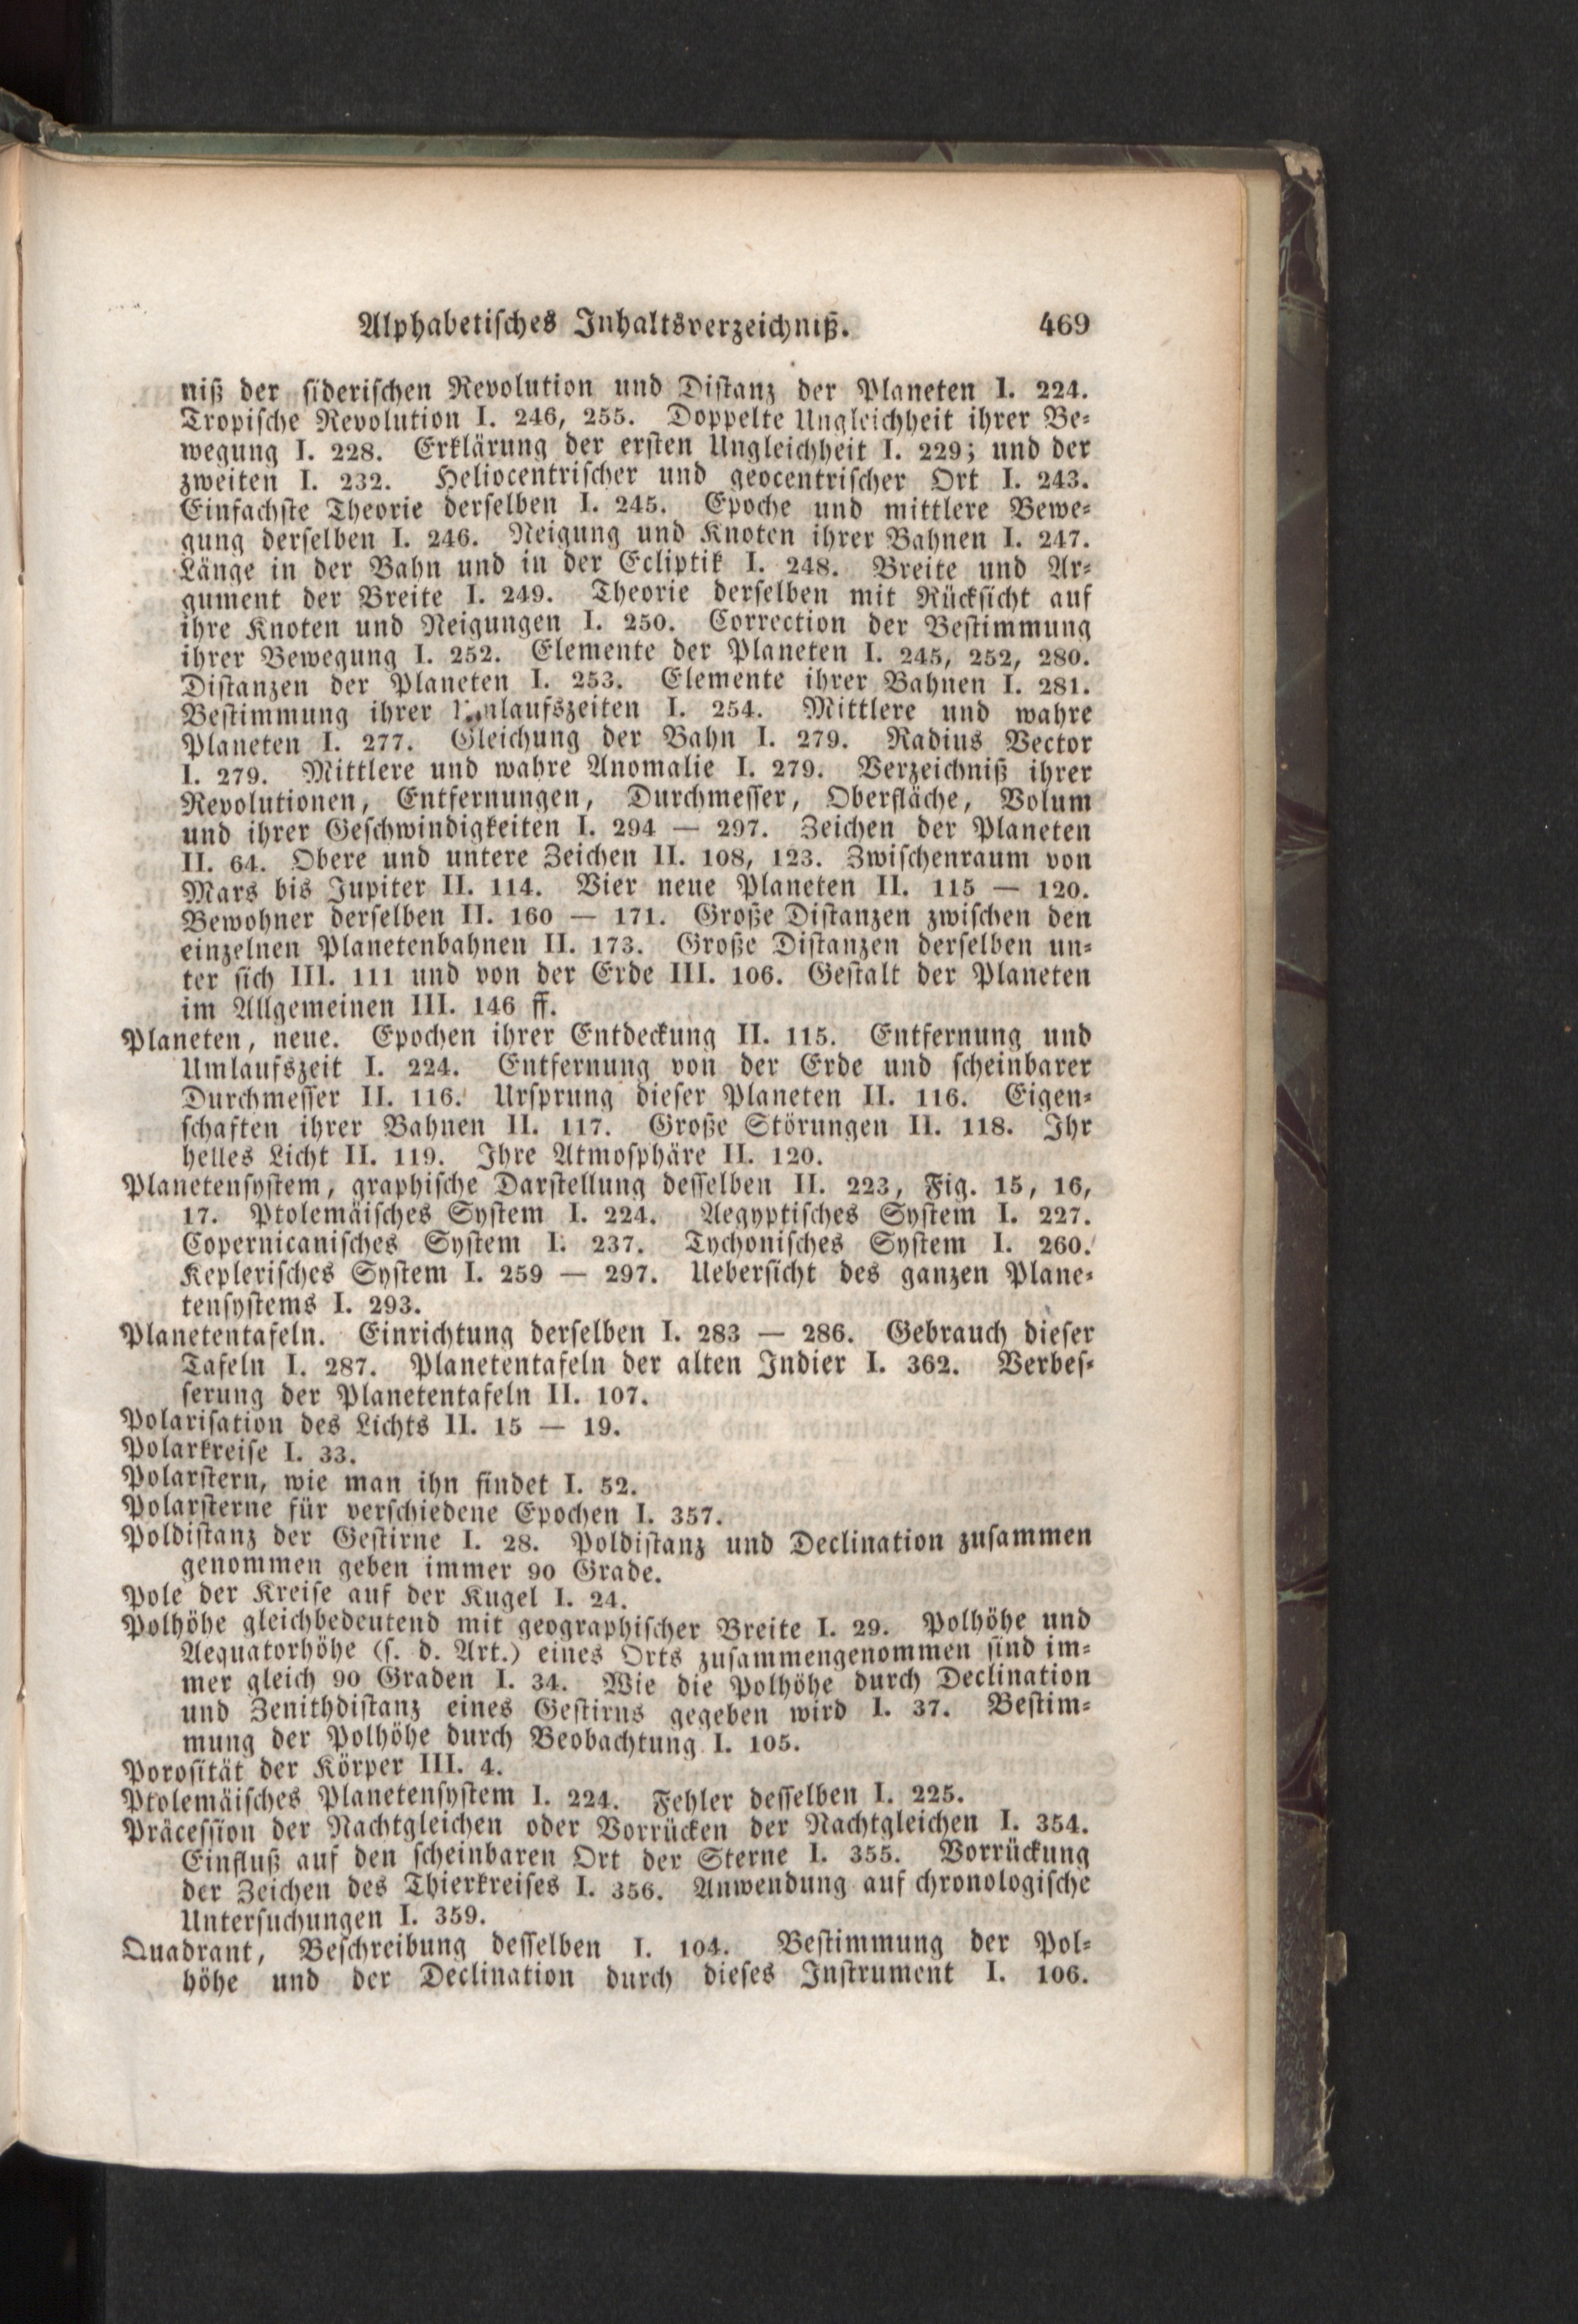 Alphabetisches Inhaltsverzeichniß. 469
niß der siderischen Revolution und Distanz der Planeten I. 224.
Tropische Revolution I. 246, 255. Doppelte Ungleichheit ihrer Be-
wegung I. 228. Erklärung der ersten Ungleichheit I. 229; und der
zweiten I. 232. Heliocentrischer und geocentrischer Ort I. 243.
Einfachste Theorie derselben I. 245. Epoche und mittlere Bewe-
gung derselben I. 246. Neigung und Knoten ihrer Bahnen I. 247.
Länge in der Bahn und in der Ecliptik I. 248. Breite und Ar-
gument der Breite I. 249. Theorie derselben mit Rücksicht auf
ihre Knoten und Neigungen I. 250. Correction der Bestimmung
ihrer Bewegung I. 252. Elemente der Planeten I. 245, 252, 280.
Distanzen der Planeten I. 253. Elemente ihrer Bahnen I. 281.
Bestimmung ihrer Umlaufszeiten I. 254. Mittlere und wahre
Planeten I. 277. Gleichung der Bahn I. 279. Radius Vector
I. 279. Mittlere und wahre Anomalie I. 279. Verzeichniß ihrer
Revolutionen, Entfernungen, Durchmesser, Oberfläche, Volum
und ihrer Geschwindigkeiten I. 294 — 297. Zeichen der Planeten
II. 64. Obere und untere Zeichen II. 108, 123. Zwischenraum von
Mars bis Jupiter II. 114. Vier neue Planeten II. 115 — 120.
Bewohner derselben II. 160 — 171. Große Distanzen zwischen den
einzelnen Planetenbahnen II. 173. Große Distanzen derselben un-
ter sich III. 111 und von der Erde III. 106. Gestalt der Planeten
im Allgemeinen III. 146 ff.
Planeten, neue. Epochen ihrer Entdeckung II. 115. Entfernung und
Umlaufszeit I. 224. Entfernung von der Erde und scheinbarer
Durchmesser II. 116. Ursprung dieser Planeten II. 116. Eigen-
schaften ihrer Bahnen II. 117. Große Störungen II. 118. Ihr
helles Licht II. 119. Ihre Atmosphäre II. 120.
Planetensystem, graphische Darstellung desselben II. 223, Fig. 15, 16,
17. Ptolemäisches System I. 224. Aegyptisches System I. 227.
Copernicanisches System I. 237. Tychonisches System I. 260.
Keplerisches System I. 259 — 297. Uebersicht des ganzen Plane-
tensystems I. 293.
Planetentafeln. Einrichtung derselben I. 283 — 286. Gebrauch dieser
Tafeln I. 287. Planetentafeln der alten Indier I. 362. Verbes-
serung der Planetentafeln II. 107.
Polarisation des Lichts II. 15 — 19.
Polarkreise I. 33.
Polarstern, wie man ihn findet I. 52.
Polarsterne für verschiedene Epochen I. 357.
Poldistanz der Gestirne I. 28. Poldistanz und Declination zusammen
genommen geben immer 90 Grade.
Pole der Kreise auf der Kugel I. 24.
Polhöhe gleichbedeutend mit geographischer Breite I. 29. Polhöhe und
Aequatorhöhe (s. d. Art.) eines Orts zusammengenommen sind im-
mer gleich 90 Graden I. 34. Wie die Polhöhe durch Declination
und Zenithdistanz eines Gestirns gegeben wird I. 37. Bestim-
mung der Polhöhe durch Beobachtung I. 105.
Porosität der Körper III. 4.
Ptolemäisches Planetensystem I. 224. Fehler desselben I. 225.
Präcession der Nachtgleichen oder Vorrücken der Nachtgleichen I. 354.
Einfluß auf den scheinbaren Ort der Sterne I. 355. Vorrückung
der Zeichen des Thierkreises I. 356. Anwendung auf chronologische
Untersuchungen I. 359.
Quadrant, Beschreibung desselben I. 104. Bestimmung der Pol-
höhe und der Declination durch dieses Instrument I. 106.